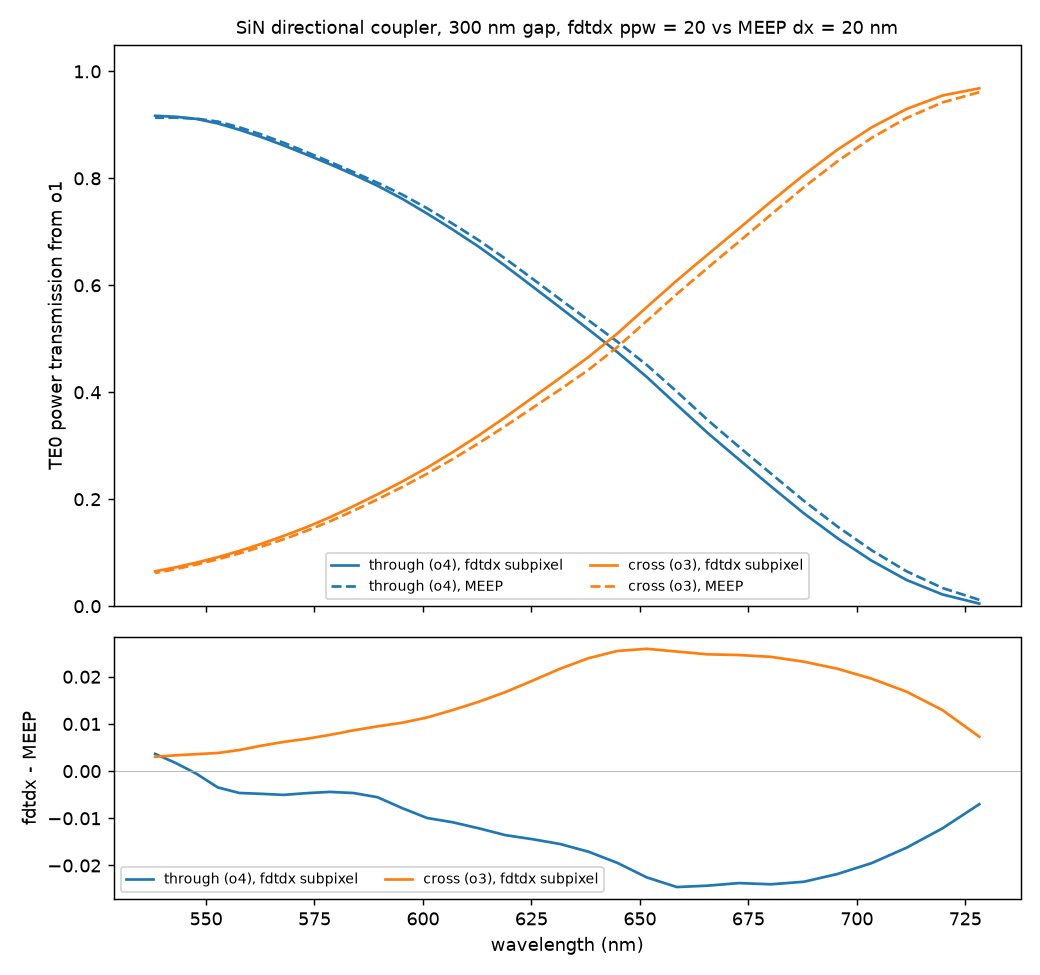 SiN directional coupler, 300 nm gap, fdtdx ppw = 20 vs MEEP dx = 20 nm
TE0 power transmission from o1
1.0
0.8
0.6
0.4
0.2
0.0
through (o4), fdtdx subpixel
through (o4), MEEP
cross (o3), fdtdx subpixel
cross (o3), MEEP
fdtdx - MEEP
0.02
0.01
0.00
−0.01
−0.02
through (o4), fdtdx subpixel
cross (o3), fdtdx subpixel
550 575 600 625 650 675 700 725
wavelength (nm)